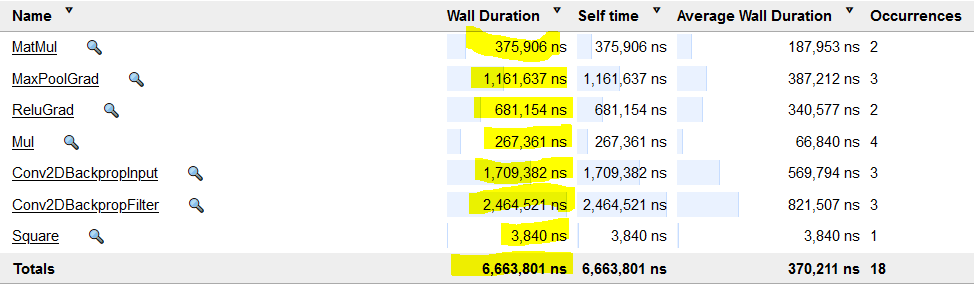 Name Wall Duration Self time Average Wall Duration Occurrences
MatMul 375,906 ns 375,906 ns 187,953 ns 2
MaxPoolGrad 1,161,637 ns 1,161,637 ns 387,212 ns 3
ReluGrad 681,154 ns 681,154 ns 340,577 ns 2
Mul 267,361 ns 267,361 ns 66,840 ns 4
Conv2DBackpropInput 1,709,382 ns 1,709,382 ns 569,794 ns 3
Conv2DBackpropFilter 2,464,521 ns 2,464,521 ns 821,507 ns 3
Square 3,840 ns 3,840 ns 3,840 ns 1
Totals 6,663,801 ns 6,663,801 ns 370,211 ns 18